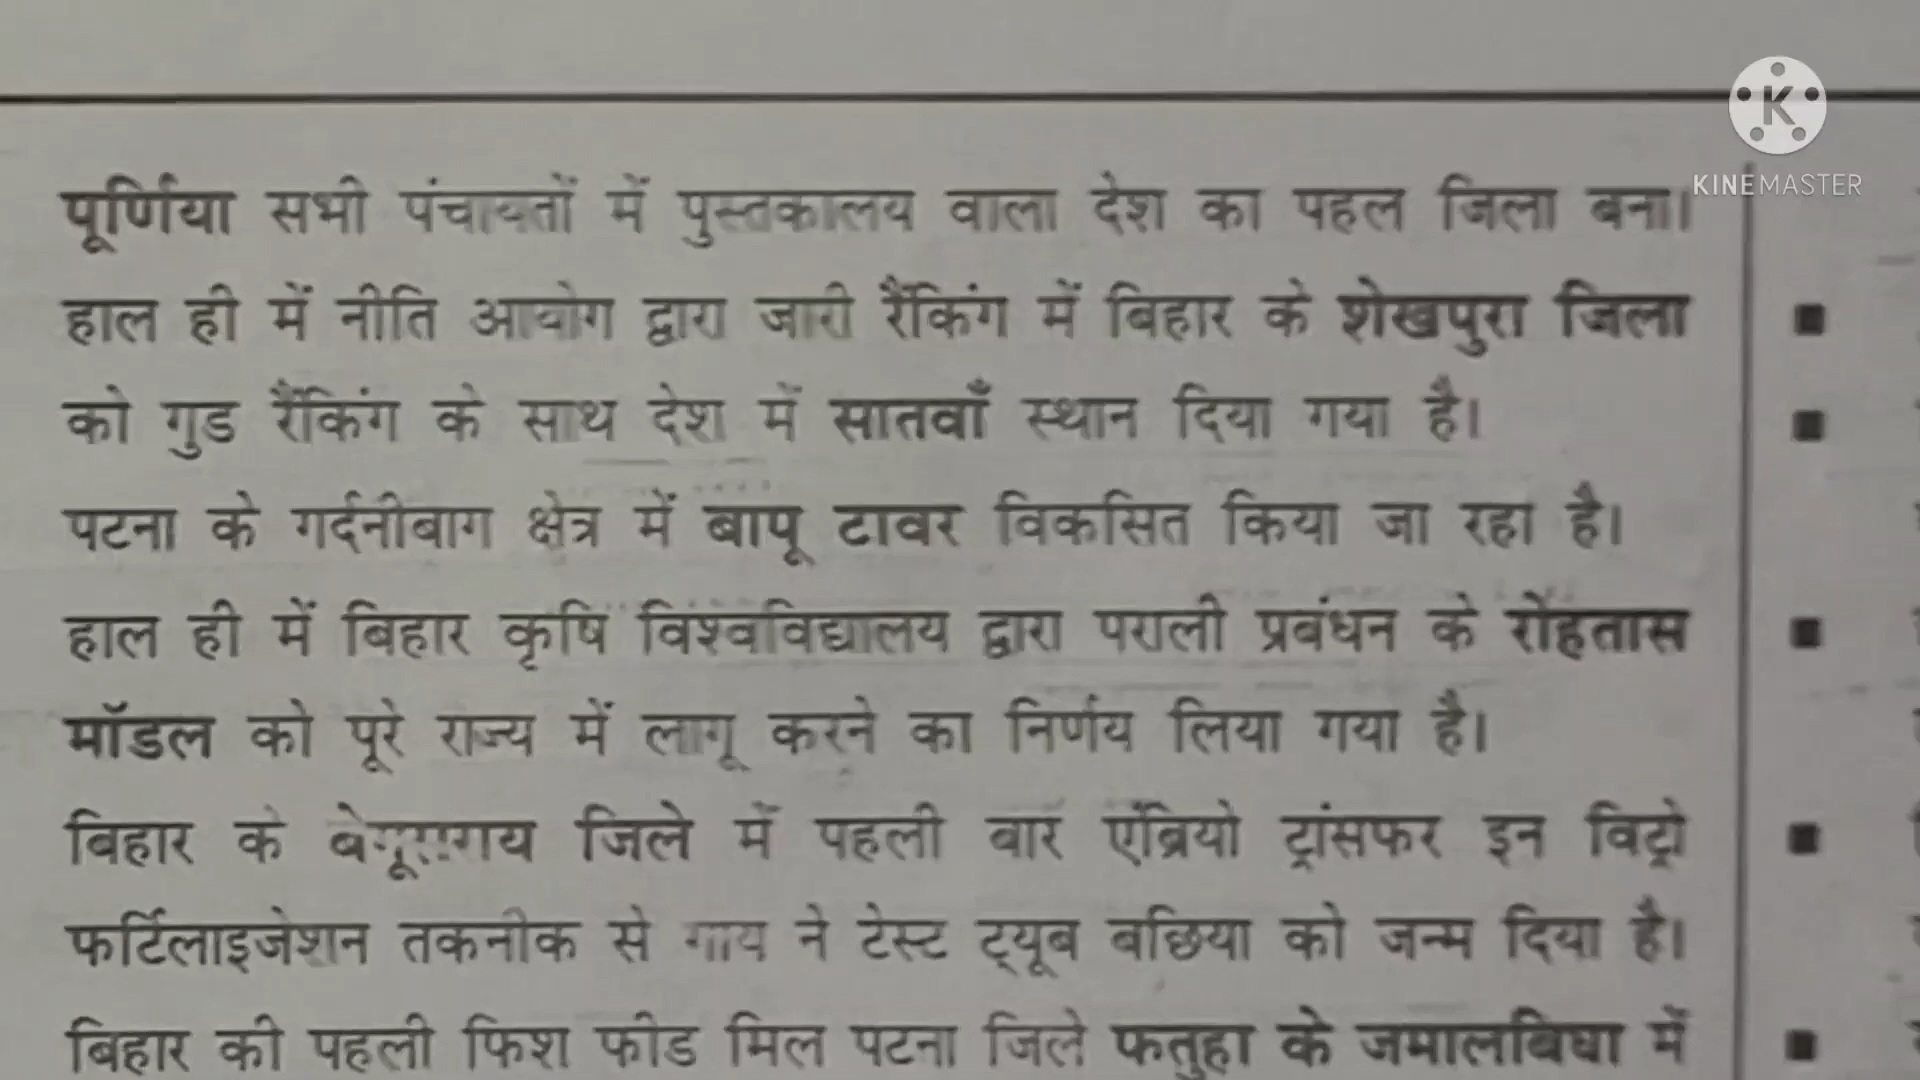 KINEMASTER
पूर्णिया सभी पंचायतों में पुस्तकालय वाला देश का पहल जिला बना।
हाल ही में नीति आयोग द्वारा जारी रैंकिंग में बिहार के शेखपुरा जिला
को गुड रैंकिंग के साथ देश में सातवाँ स्थान दिया गया है।
पटना के गर्दनीबाग क्षेत्र में बापू टावर विकसित किया जा रहा है।
हाल ही में बिहार कृषि विश्वविद्यालय द्वारा पराली प्रबंधन के रोहतास
मॉडल को पूरे राज्य में लागू करने का निर्णय लिया गया है।
बिहार के बेगूसराय जिले में पहली बार एंब्रियो ट्रांसफर इन विट्रो
फर्टिलाइजेशन तकनीक से गाय ने टेस्ट ट्यूब बछिया को जन्म दिया है।
बिहार की पहली फिश फीड मिल पटना जिले फतुहा के जमालबिघा में